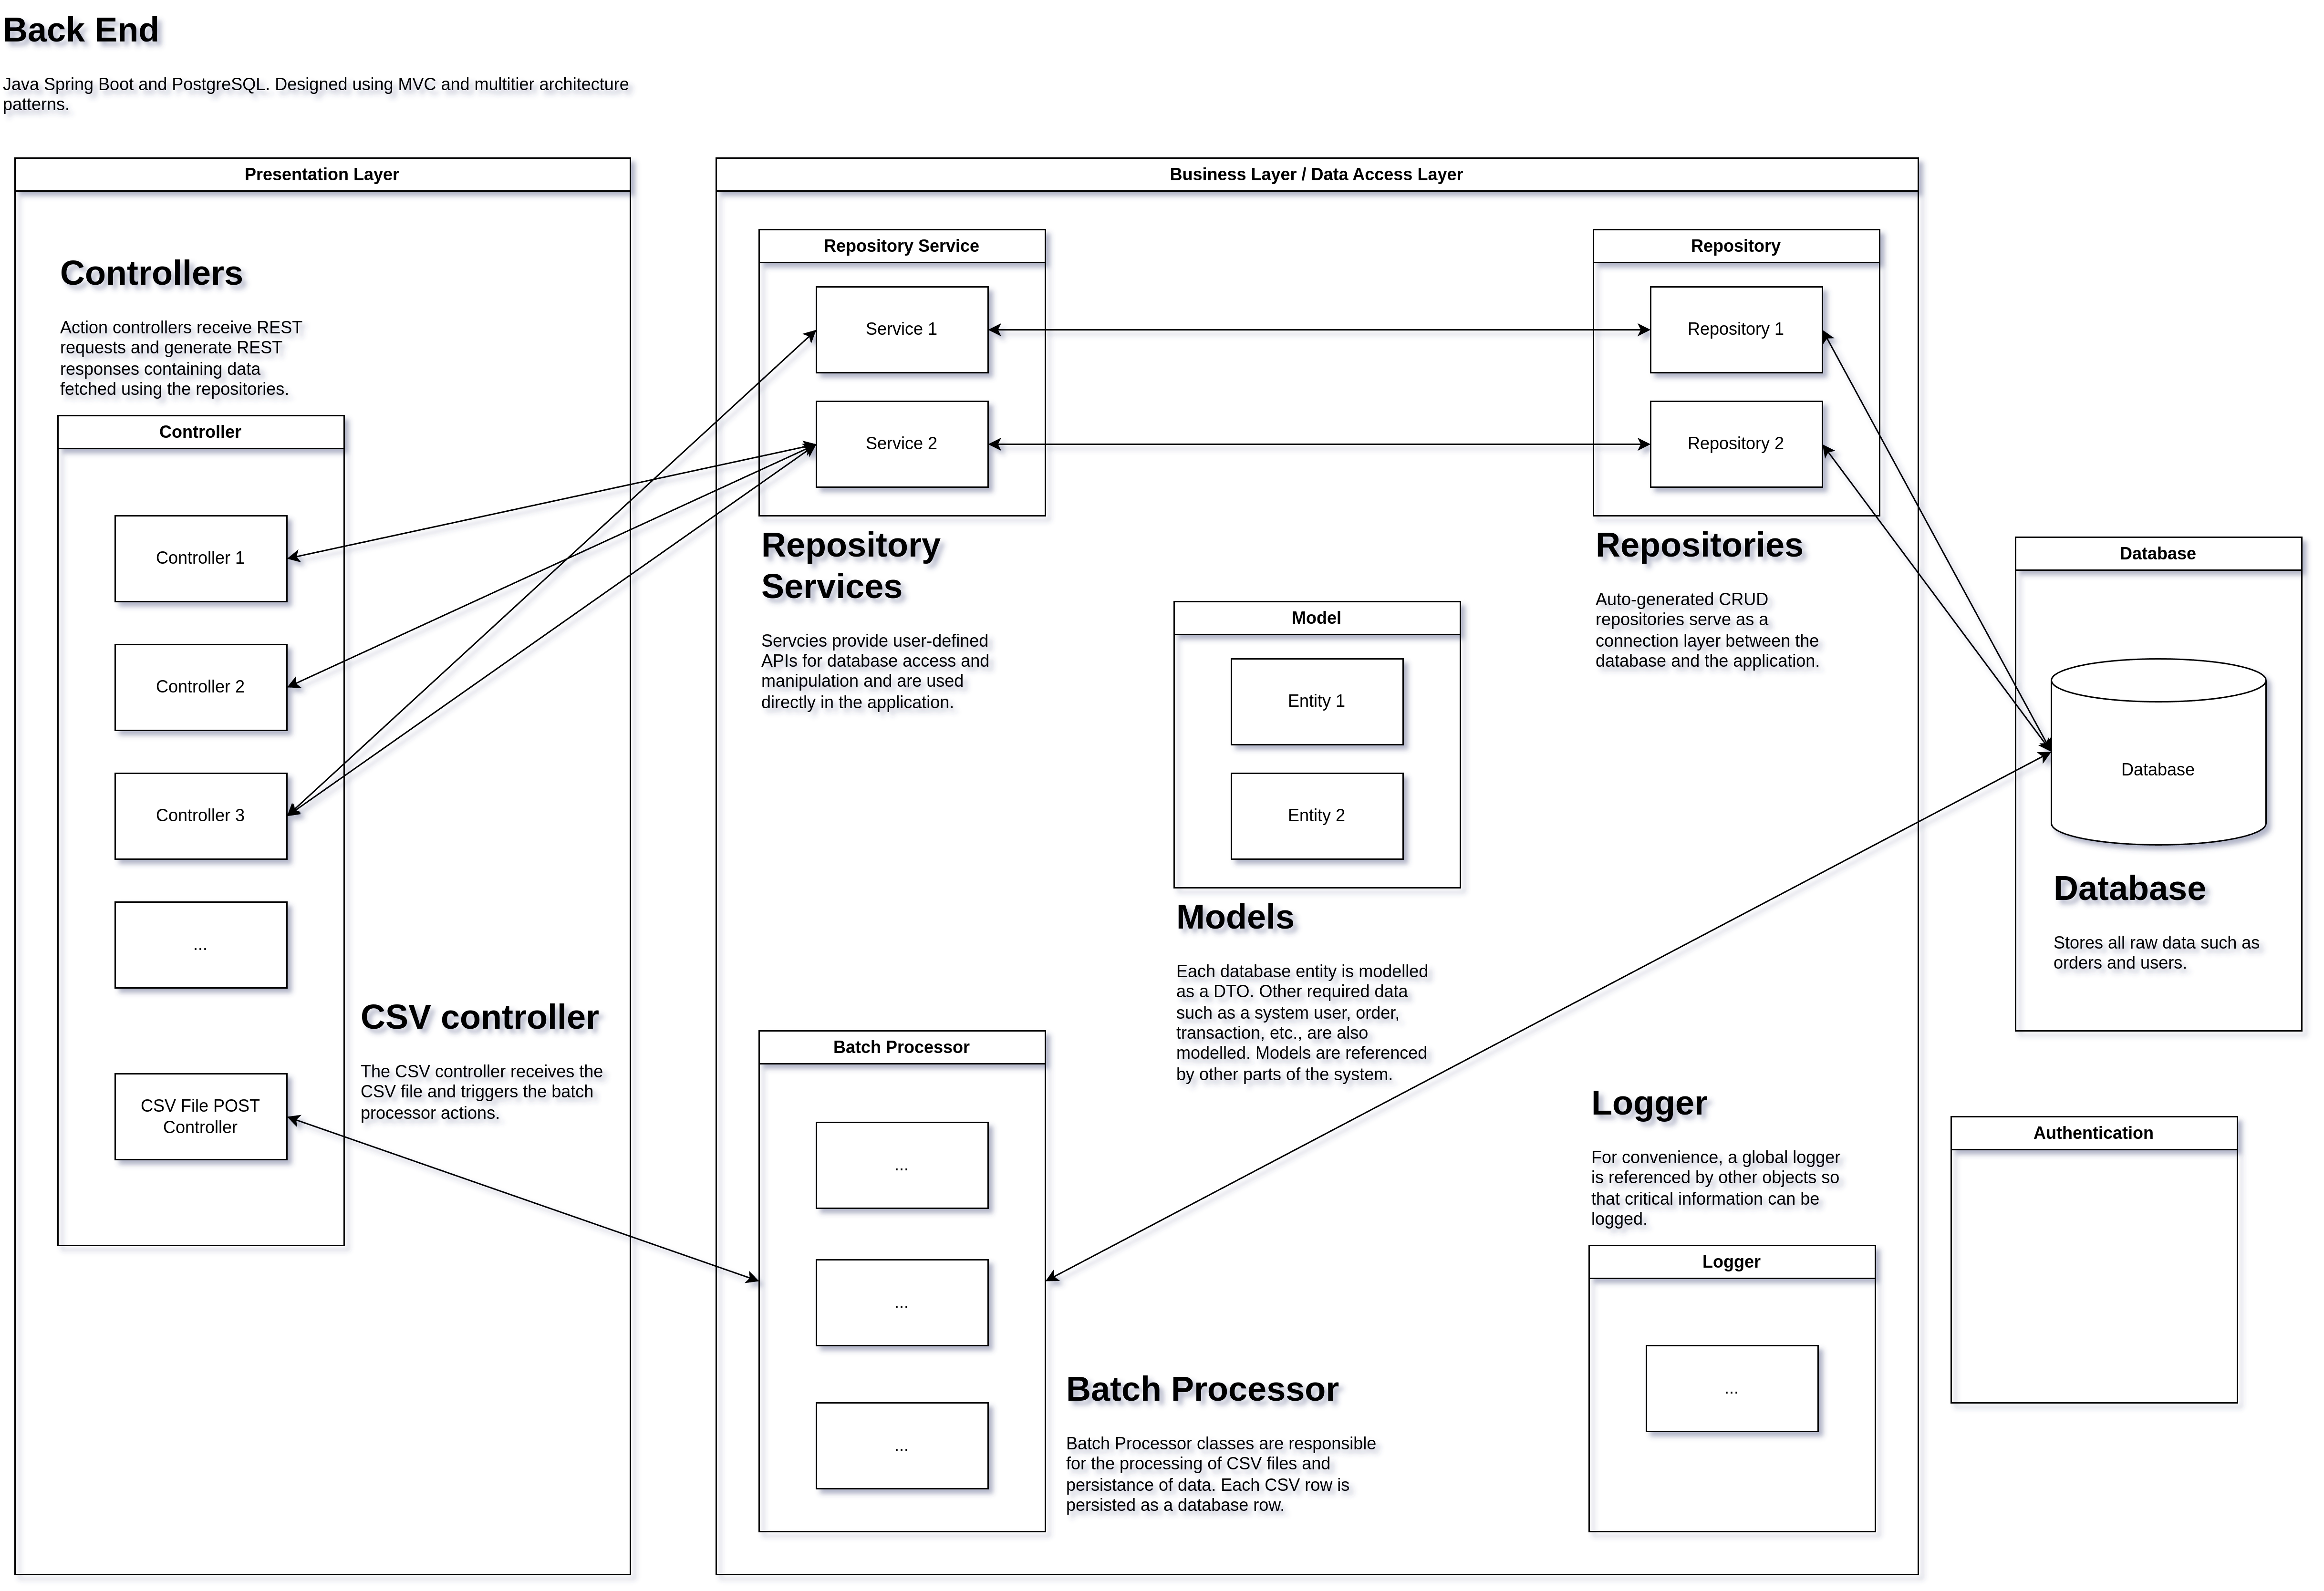 Back End
Java Spring Boot and PostgreSQL. Designed using MVC and multitier architecture
patterns.
Presentation Layer
Controllers
Action controllers receive REST
requests and generate REST
responses containing data
fetched using the repositories.
Controller
Controller 1
Controller 2
Controller 3
...
CSV File POST
Controller
CSV controller
The CSV controller receives the
CSV file and triggers the batch
processor actions.
Business Layer / Data Access Layer
Repository Service
Service 1
Service 2
Repository
Services
Servcies provide user-defined
APIs for database access and
manipulation and are used
directly in the application.
Repository
Repository 1
Repository 2
Repositories
Auto-generated CRUD
repositories serve as a
connection layer between the
database and the application.
Model
Entity 1
Entity 2
Models
Each database entity is modelled
as a DTO. Other required data
such as a system user, order,
transaction, etc., are also
modelled. Models are referenced
by other parts of the system.
Batch Processor
...
...
...
Batch Processor
Batch Processor classes are responsible
for the processing of CSV files and
persistance of data. Each CSV row is
persisted as a database row.
Logger
For convenience, a global logger
is referenced by other objects so
that critical information can be
logged.
Logger
...
Database
Database
Database
Stores all raw data such as
orders and users.
Authentication